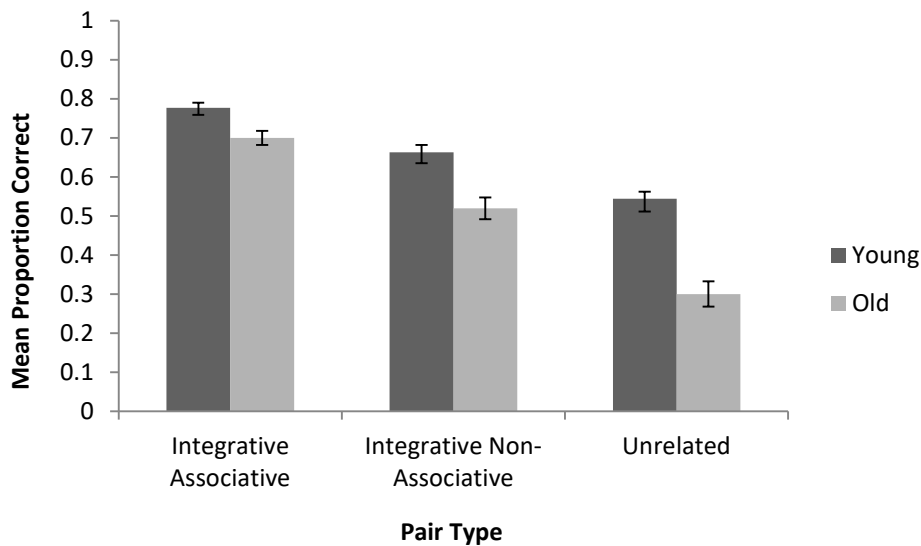 1
0.9
0.8
0.7
0.6
0.5
0.4
0.3
0.2
0.1
0
Mean Proportion Correct
Young
Old
Integrative
Associative
Integrative Non-
Associative
Unrelated
Pair Type